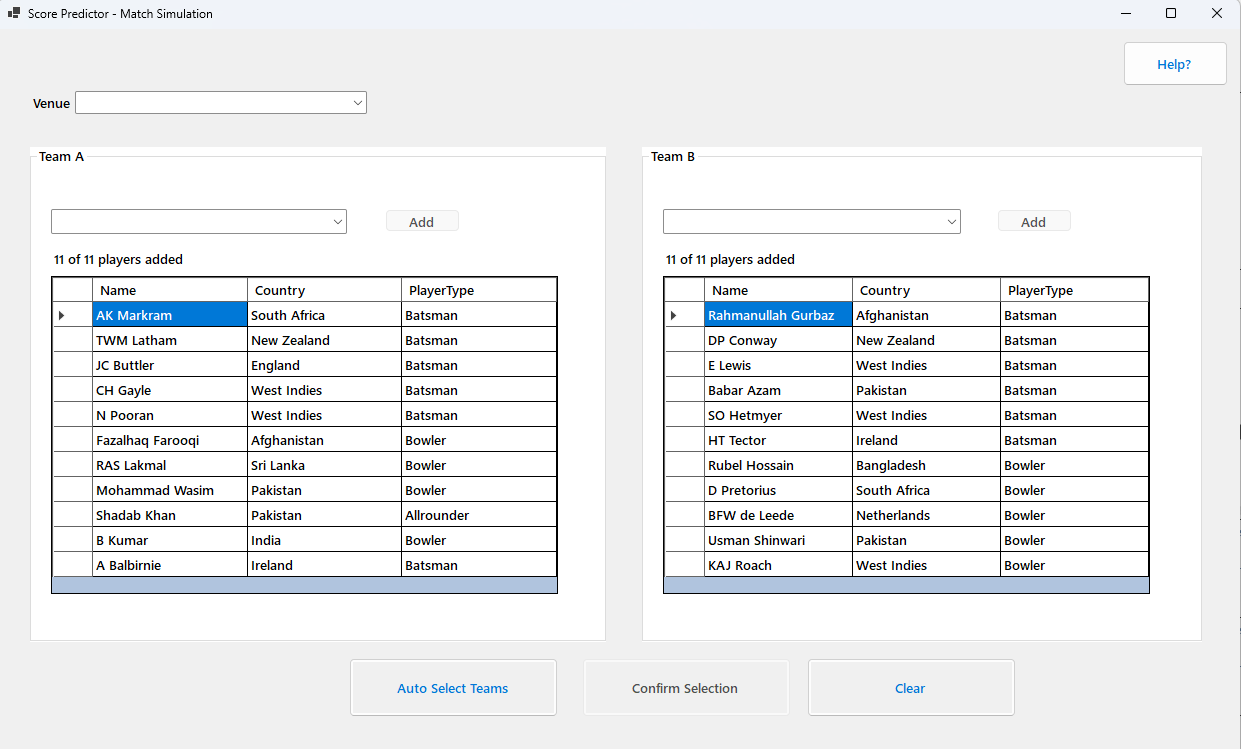 Score Predictor - Match Simulation
Help?
Venue
Team A
Add
11 of 11 players added
Name Country PlayerType
AK Markram South Africa Batsman
TWM Latham New Zealand Batsman
JC Buttler England Batsman
CH Gayle West Indies Batsman
N Pooran West Indies Batsman
Fazalhaq Farooqi Afghanistan Bowler
RAS Lakmal Sri Lanka Bowler
Mohammad Wasim Pakistan Bowler
Shadab Khan Pakistan Allrounder
B Kumar India Bowler
A Balbirnie Ireland Batsman
Team B
Add
11 of 11 players added
Name Country PlayerType
Rahmanullah Gurbaz Afghanistan Batsman
DP Conway New Zealand Batsman
E Lewis West Indies Batsman
Babar Azam Pakistan Batsman
SO Hetmyer West Indies Batsman
HT Tector Ireland Batsman
Rubel Hossain Bangladesh Bowler
D Pretorius South Africa Bowler
BFW de Leede Netherlands Bowler
Usman Shinwari Pakistan Bowler
KAJ Roach West Indies Bowler
Auto Select Teams
Confirm Selection
Clear